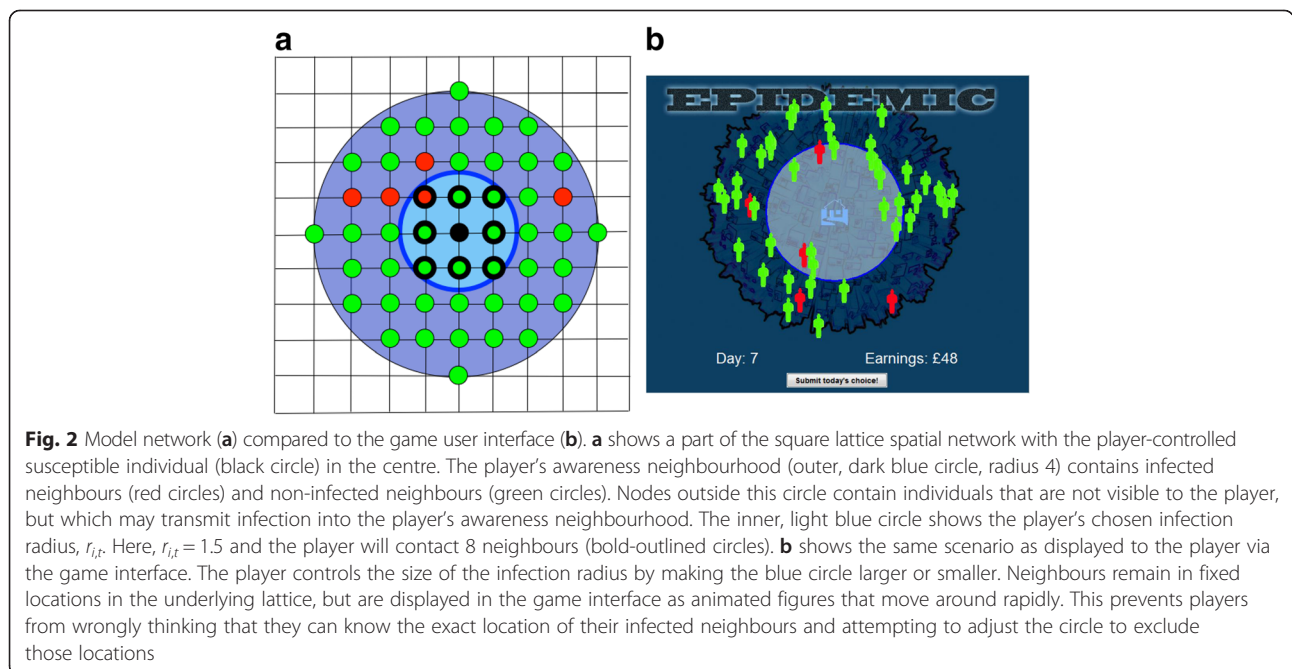 a
b
EPIDEMIC
Day: 7 Earnings: £48
Submit today's choice!
Fig. 2 Model network (a) compared to the game user interface (b). a shows a part of the square lattice spatial network with the player-controlled
susceptible individual (black circle) in the centre. The player's awareness neighbourhood (outer, dark blue circle, radius 4) contains infected
neighbours (red circles) and non-infected neighbours (green circles). Nodes outside this circle contain individuals that are not visible to the player,
but which may transmit infection into the player's awareness neighbourhood. The inner, light blue circle shows the player's chosen infection
radius, r_{i,t}. Here, r_{i,t} = 1.5 and the player will contact 8 neighbours (bold-outlined circles). b shows the same scenario as displayed to the player via
the game interface. The player controls the size of the infection radius by making the blue circle larger or smaller. Neighbours remain in fixed
locations in the underlying lattice, but are displayed in the game interface as animated figures that move around rapidly. This prevents players
from wrongly thinking that they can know the exact location of their infected neighbours and attempting to adjust the circle to exclude
those locations